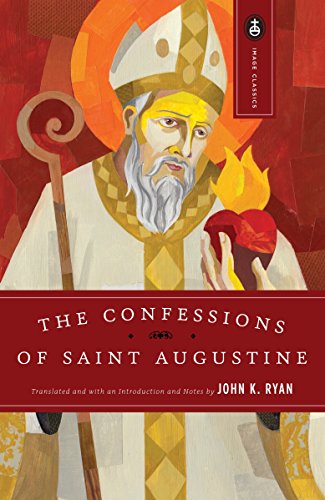 IMAGE CLASSICS
THE CONFESSIONS
OF SAINT AUGUSTINE
Translated and with an Introduction and Notes by JOHN K. RYAN